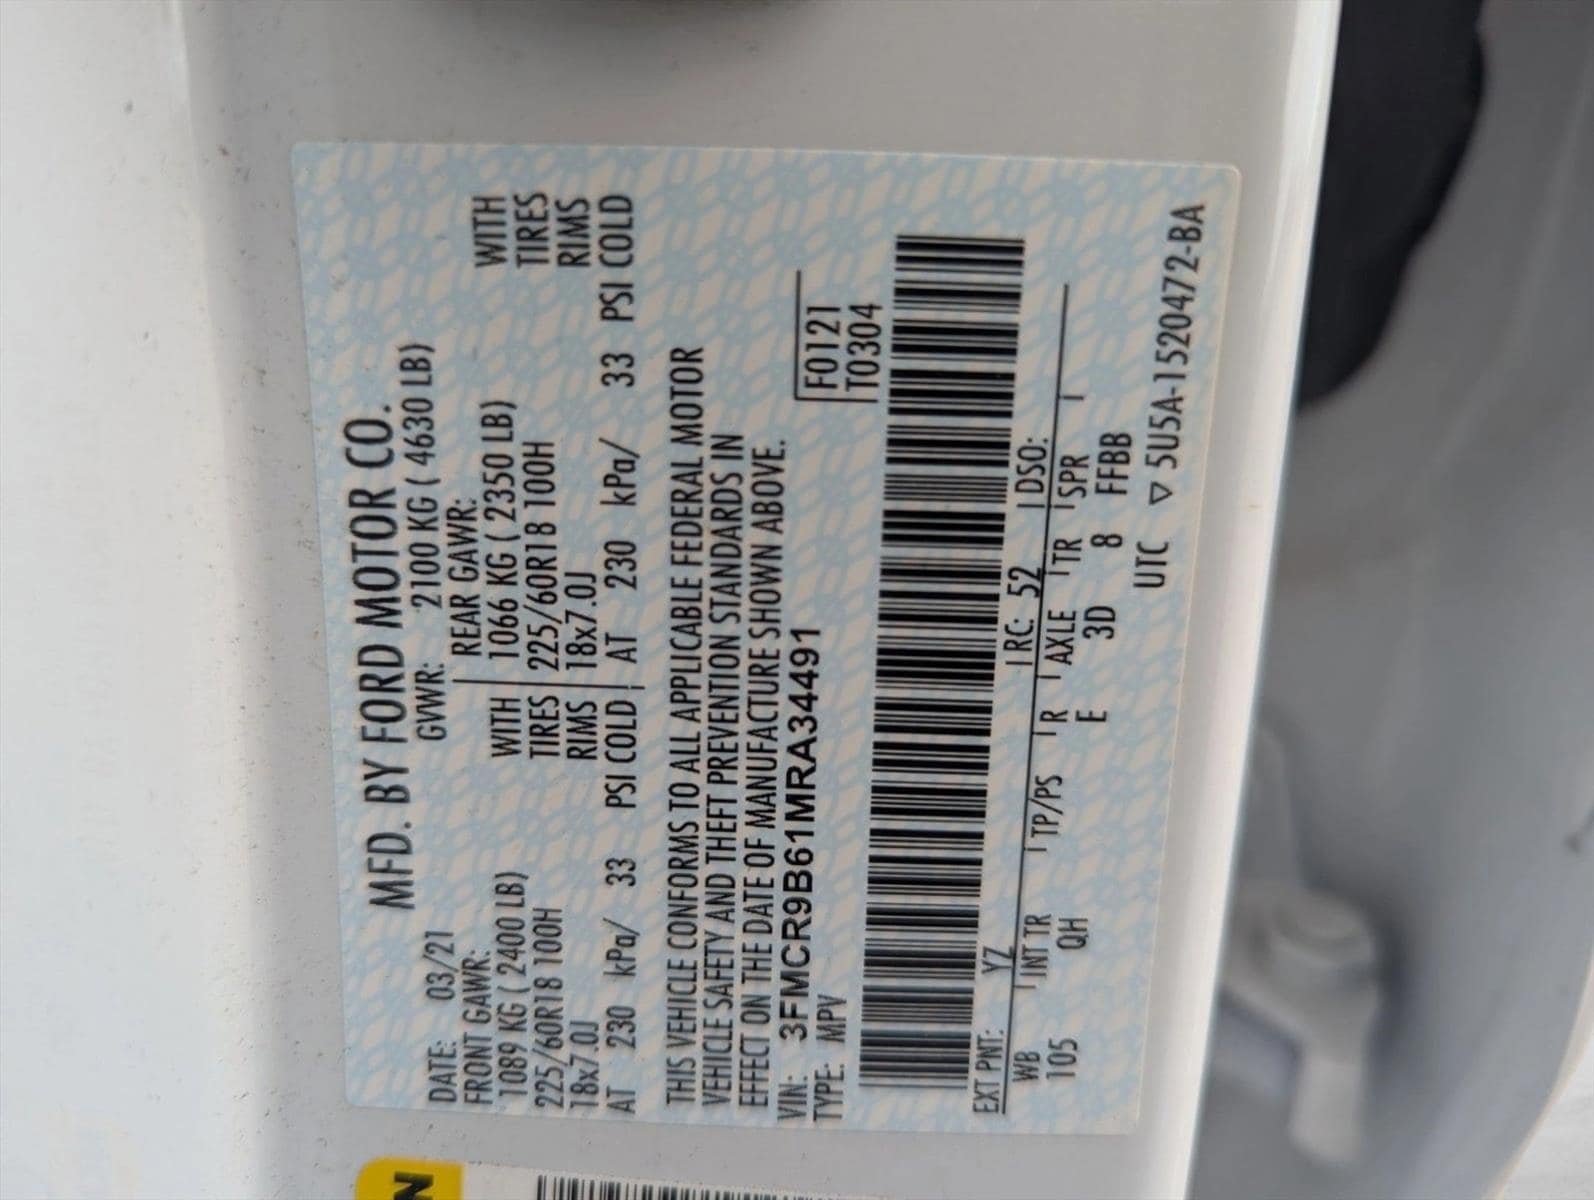 MFD. BY FORD MOTOR CO.
DATE: 03/21 GVWR: 2100 KG ( 4630 LB)
FRONT GAWR: REAR GAWR:
1089 KG ( 2400 LB) WITH 1066 KG ( 2350 LB) WITH
225/60R18 100H TIRES 225/60R18 100H TIRES
18x7.0J RIMS 18x7.0J RIMS
AT 230 kPa/ 33 PSI COLD AT 230 kPa/ 33 PSI COLD
THIS VEHICLE CONFORMS TO ALL APPLICABLE FEDERAL MOTOR
VEHICLE SAFETY AND THEFT PREVENTION STANDARDS IN
EFFECT ON THE DATE OF MANUFACTURE SHOWN ABOVE.
VIN: 3FMCR9B61MRA34491 F0121
TYPE: MPV T0304
EXT PNT: YZ RC: 52 DSO:
WB INT TR TP/PS R AXLE TR SPR
105 QH E 3D 8 FFBB
UTC ▽ 5U5A-1520472-BA
N